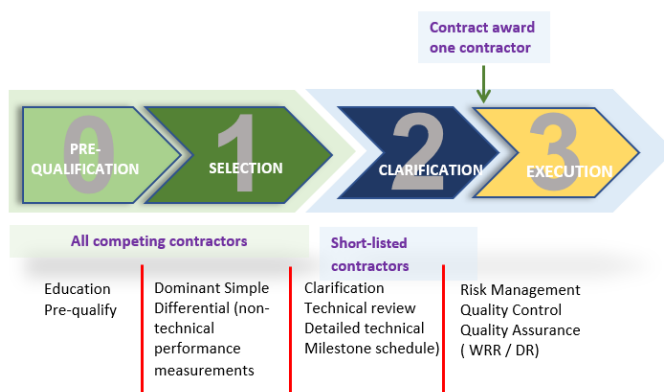 Contract award
one contractor
0
PRE-
QUALIFICATION
1
SELECTION
2
CLARIFICATION
3
EXECUTION
All competing contractors
Short-listed
contractors
Education
Pre-qualify
Dominant Simple
Differential (non-
technical
performance
measurements
Clarification
Technical review
Detailed technical
Milestone schedule)
Risk Management
Quality Control
Quality Assurance
( WRR / DR)